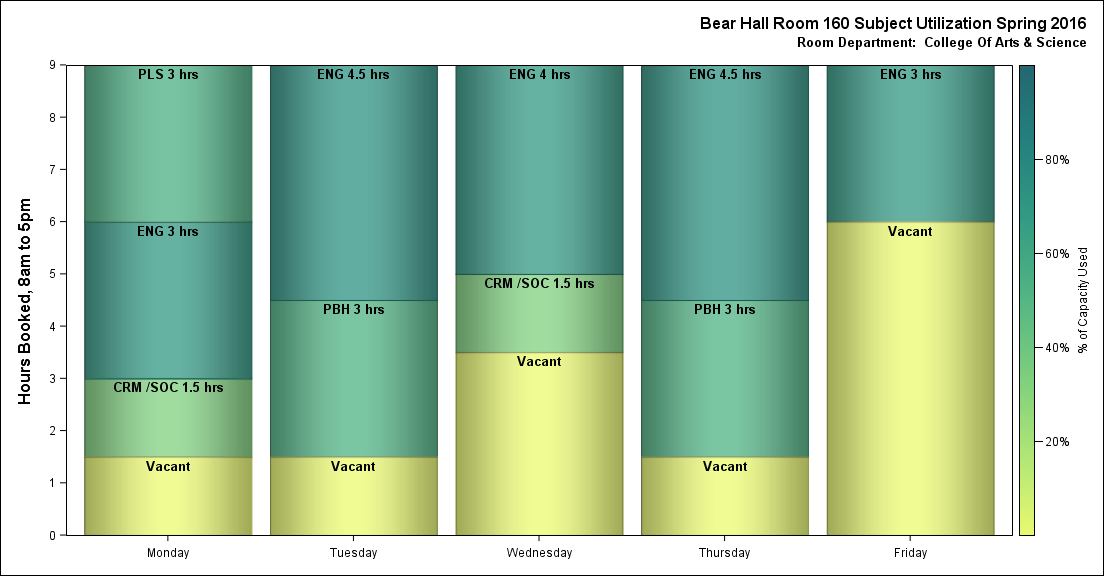 Bear Hall Room 160 Subject Utilization Spring 2016
Room Department:  College Of Arts & Science
Hours Booked, 8am to 5pm
9
8
7
6
5
4
3
2
1
0
PLS 3 hrs
ENG 3 hrs
CRM /SOC 1.5 hrs
Vacant
ENG 4.5 hrs
PBH 3 hrs
Vacant
ENG 4 hrs
CRM /SOC 1.5 hrs
Vacant
ENG 4.5 hrs
PBH 3 hrs
Vacant
ENG 3 hrs
Vacant
Monday
Tuesday
Wednesday
Thursday
Friday
80%
60%
40%
20%
% of Capacity Used